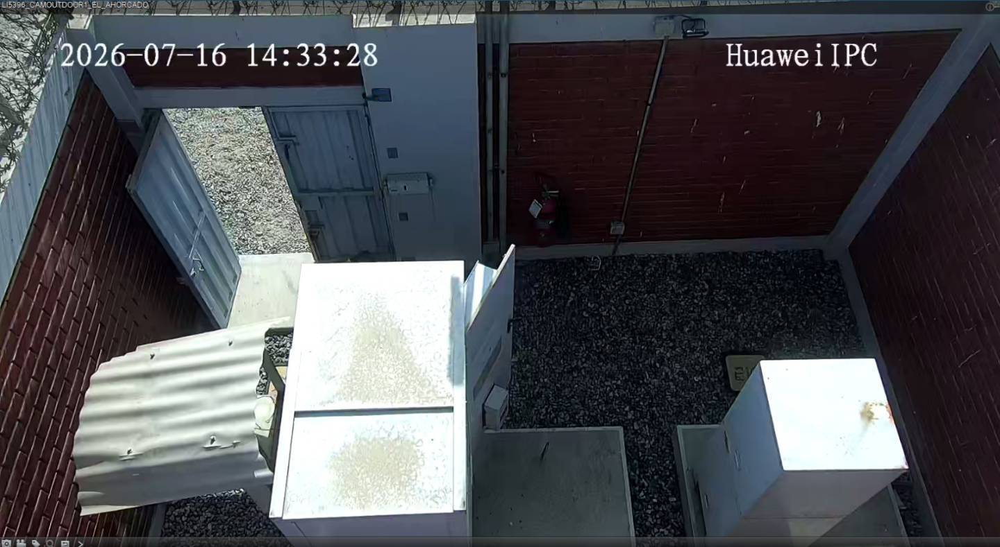 LI5396_CAMOUTDOOR1_EL_AHORCADO
2026-07-16 14:33:28
HuaweiIPC